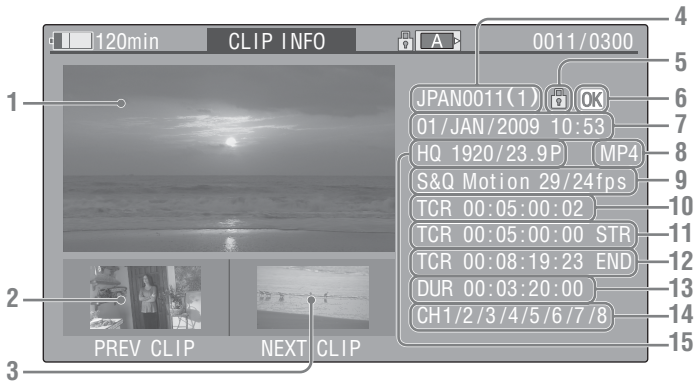 4
120min CLIP INFO A 0011/0300
5
1
JPAN0011(1) OK 6
01/JAN/2009 10:53 7
HQ 1920/23.9P MP4 8
S&Q Motion 29/24fps 9
TCR 00:05:00:02 10
TCR 00:05:00:00 STR 11
TCR 00:08:19:23 END 12
2
DUR 00:03:20:00 13
CH1/2/3/4/5/6/7/8 14
PREV CLIP NEXT CLIP 15
3